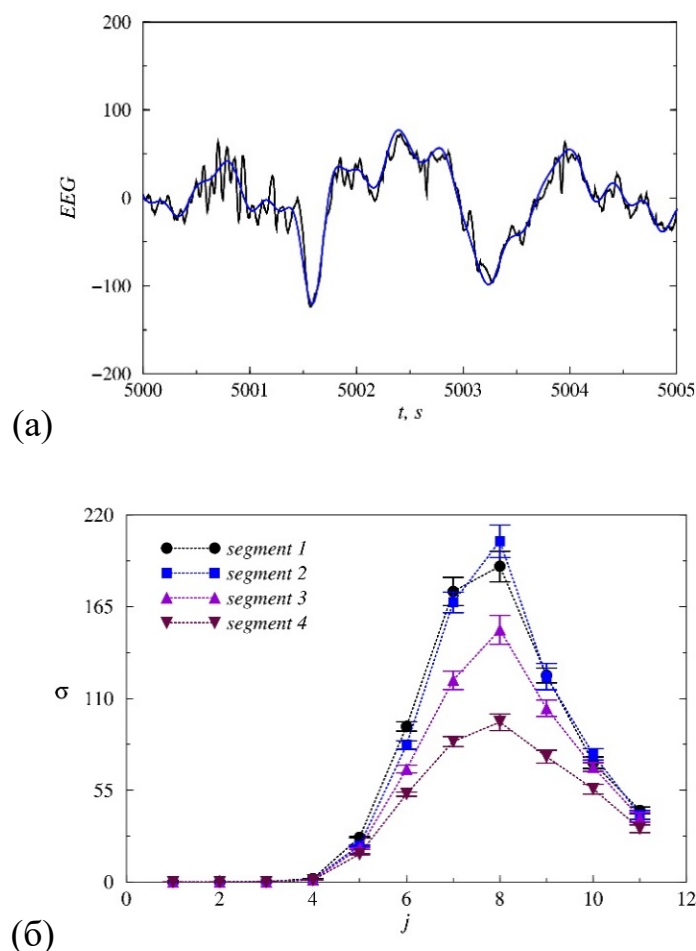 200
100
EEG
0
−100
−200
5000 5001 5002 5003 5004 5005
t, s
(а)
220
segment 1
segment 2
165
segment 3
segment 4
σ
110
55
0
0 2 4 6 8 10 12
j
(б)